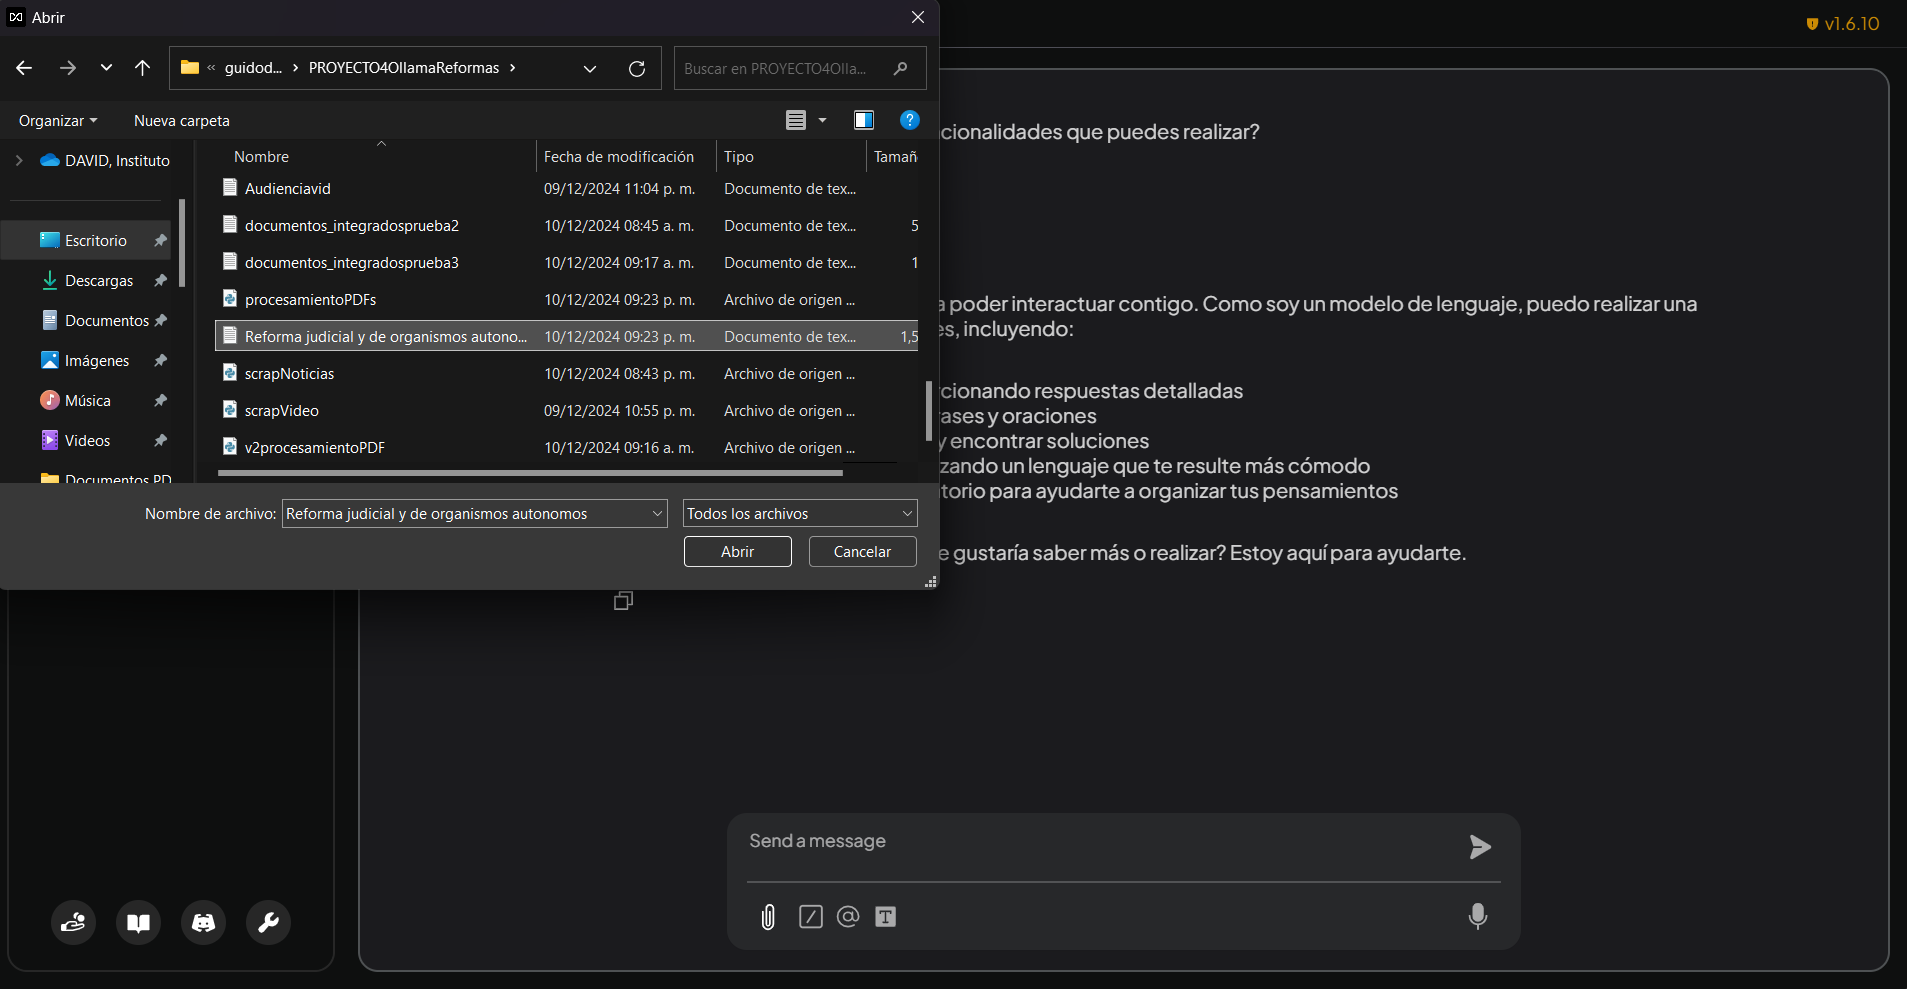 Abrir
v1.6.10
« guidod... > PROYECTO4OllamaReformas >
Buscar en PROYECTO4Olla...
Organizar
Nueva carpeta
DAVID, Instituto
Escritorio
Descargas
Documentos
Imágenes
Música
Videos
Documentos PD
Nombre Fecha de modificación Tipo Tamañ
Audienciavid 09/12/2024 11:04 p. m. Documento de tex...
documentos_integradosprueba2 10/12/2024 08:45 a. m. Documento de tex... 5
documentos_integradosprueba3 10/12/2024 09:17 a. m. Documento de tex... 1
procesamientoPDFs 10/12/2024 09:23 p. m. Archivo de origen ...
Reforma judicial y de organismos autono... 10/12/2024 09:23 p. m. Documento de tex... 1,5
scrapNoticias 10/12/2024 08:43 p. m. Archivo de origen ...
scrapVideo 09/12/2024 10:55 p. m. Archivo de origen ...
v2procesamientoPDF 10/12/2024 09:16 a. m. Archivo de origen ...
Nombre de archivo: Reforma judicial y de organismos autonomos
Todos los archivos
Abrir
Cancelar
cionalidades que puedes realizar?
a poder interactuar contigo. Como soy un modelo de lenguaje, puedo realizar una
es, incluyendo:
rcionando respuestas detalladas
rases y oraciones
y encontrar soluciones
zando un lenguaje que te resulte más cómodo
torio para ayudarte a organizar tus pensamientos
e gustaría saber más o realizar? Estoy aquí para ayudarte.
Send a message